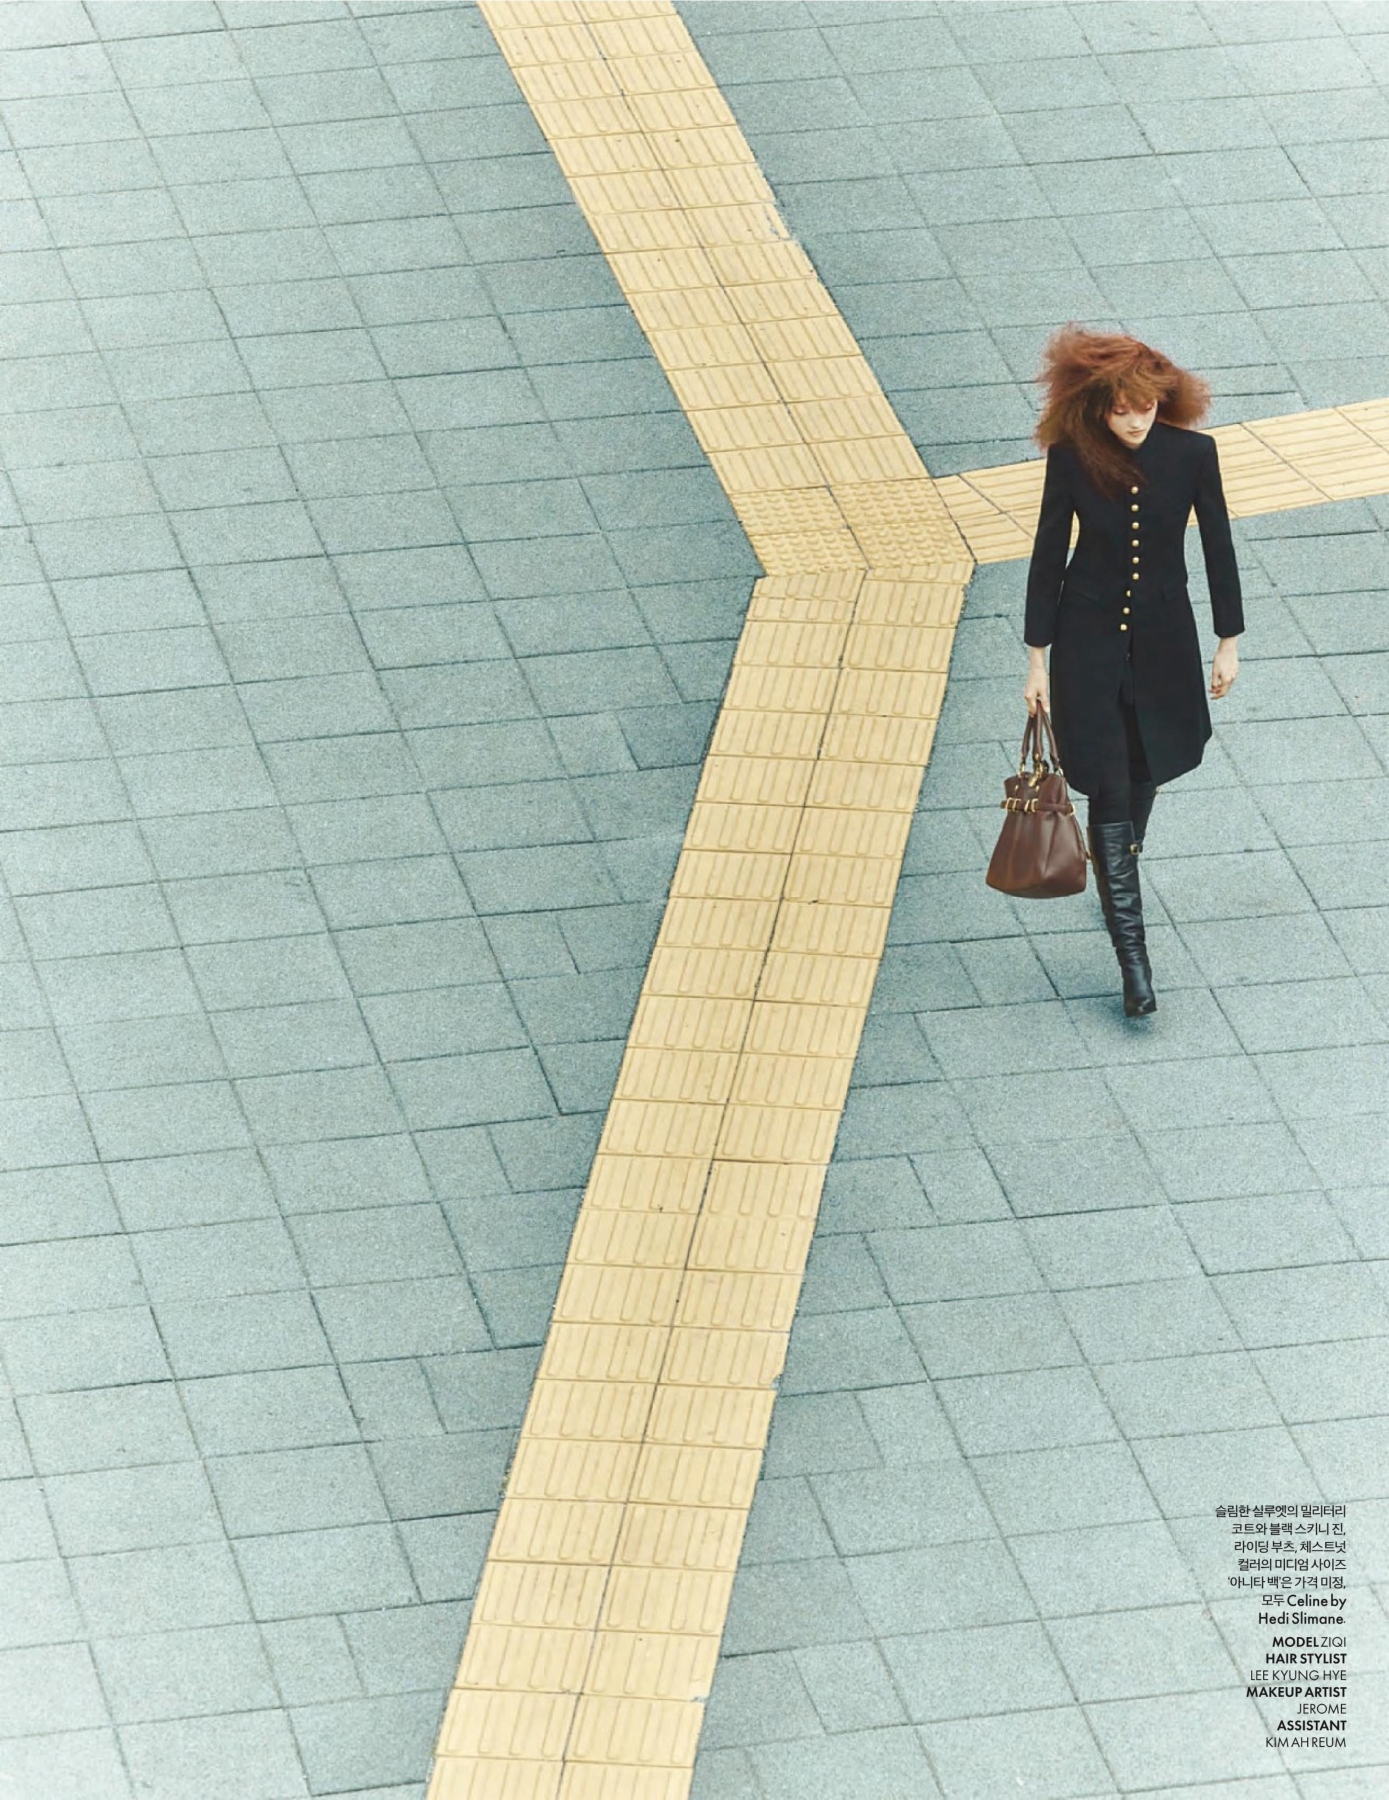 슬림한 실루엣의 밀리터리
코트와 블랙 스키니 진,
라이딩 부츠, 체스트넛
컬러의 미디엄 사이즈
‘아니타 백’은 가격 미정,
모두 Celine by
Hedi Slimane.
MODEL ZIQI
HAIR STYLIST
LEE KYUNG HYE
MAKEUP ARTIST
JEROME
ASSISTANT
KIM AH REUM